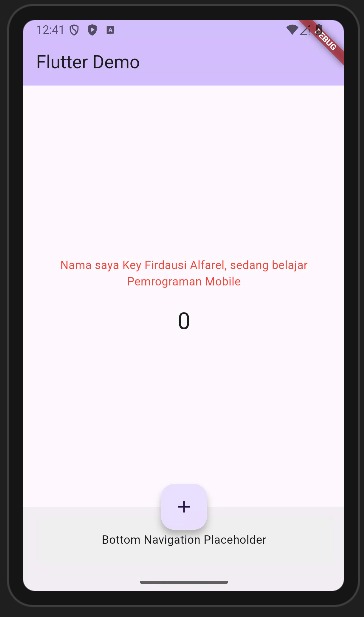 12:41
DEBUG
Flutter Demo
Nama saya Key Firdausi Alfarel, sedang belajar
Pemrograman Mobile
0
+
Bottom Navigation Placeholder